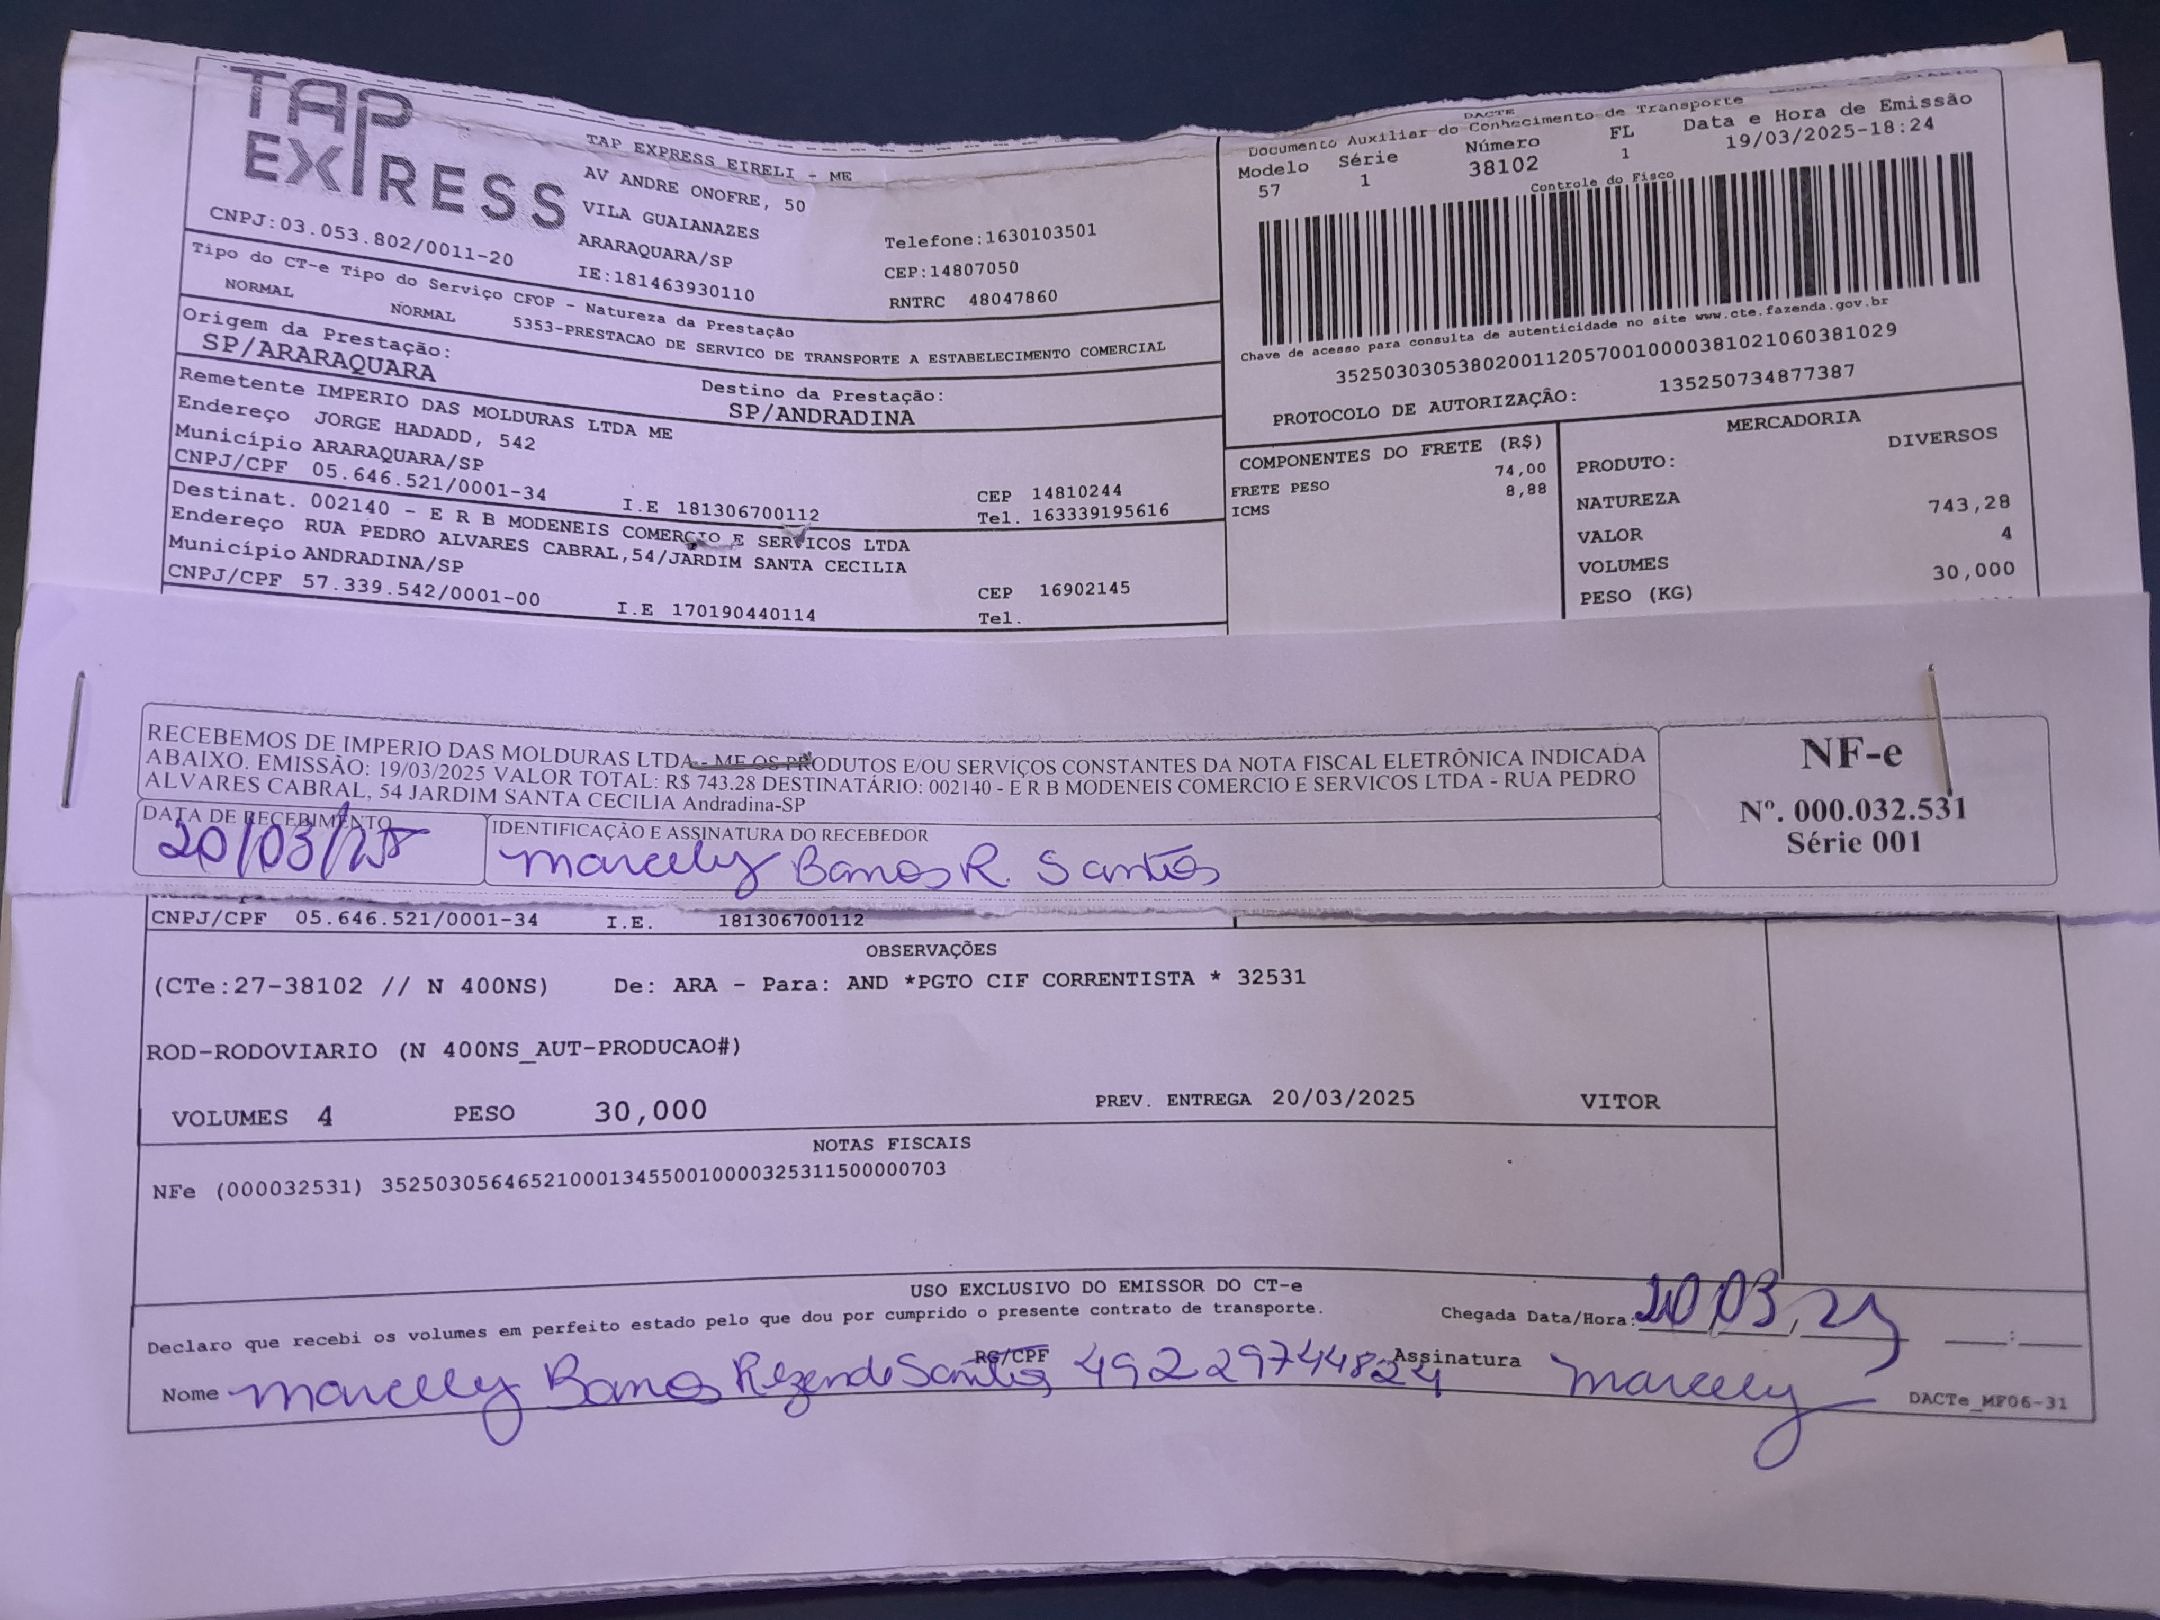 TAP
EXPRESS
TAP EXPRESS EIRELI - ME
AV ANDRE ONOFRE, 50
VILA GUAIANAZES
ARARAQUARA/SP
IE:181463930110
Telefone:1630103501
CEP:14807050
RNTRC 48047860
CNPJ:03.053.802/0011-20
DACTE
Documento Auxiliar do Conhecimento de Transporte
Modelo Série Número FL Data e Hora de Emissão
57 1 38102 1 19/03/2025-18:24
Controle do Fisco
Chave de acesso para consulta de autenticidade no site www.cte.fazenda.gov.br
35250303053802001120570010000381021060381029
PROTOCOLO DE AUTORIZAÇÃO: 135250734877387
Tipo do CT-e Tipo do Serviço CFOP - Natureza da Prestação
NORMAL NORMAL 5353-PRESTACAO DE SERVICO DE TRANSPORTE A ESTABELECIMENTO COMERCIAL
Origem da Prestação: Destino da Prestação:
SP/ARARAQUARA SP/ANDRADINA
Remetente IMPERIO DAS MOLDURAS LTDA ME
Endereço JORGE HADADD, 542
Município ARARAQUARA/SP CEP 14810244
CNPJ/CPF 05.646.521/0001-34 I.E 181306700112 Tel. 163339195616
Destinat. 002140 - E R B MODENEIS COMERCIO E SERVICOS LTDA
Endereço RUA PEDRO ALVARES CABRAL,54/JARDIM SANTA CECILIA
Município ANDRADINA/SP CEP 16902145
CNPJ/CPF 57.339.542/0001-00 I.E 170190440114 Tel.
COMPONENTES DO FRETE (R$)
FRETE PESO 74,00
ICMS 8,88
MERCADORIA
PRODUTO: DIVERSOS
NATUREZA
VALOR 743,28
VOLUMES 4
PESO (KG) 30,000
RECEBEMOS DE IMPERIO DAS MOLDURAS LTDA - ME OS PRODUTOS E/OU SERVIÇOS CONSTANTES DA NOTA FISCAL ELETRÔNICA INDICADA
ABAIXO. EMISSÃO: 19/03/2025 VALOR TOTAL: R$ 743.28 DESTINATÁRIO: 002140 - E R B MODENEIS COMERCIO E SERVICOS LTDA - RUA PEDRO
ALVARES CABRAL, 54 JARDIM SANTA CECILIA Andradina-SP
DATA DE RECEBIMENTO IDENTIFICAÇÃO E ASSINATURA DO RECEBEDOR
20/03/25 marcely Banos R. Santos
NF-e
Nº. 000.032.531
Série 001
CNPJ/CPF 05.646.521/0001-34 I.E. 181306700112
OBSERVAÇÕES
(CTe:27-38102 // N 400NS) De: ARA - Para: AND *PGTO CIF CORRENTISTA * 32531
ROD-RODOVIARIO (N 400NS_AUT-PRODUCAO#)
VOLUMES 4 PESO 30,000 PREV. ENTREGA 20/03/2025 VITOR
NOTAS FISCAIS
NFe (000032531) 35250305646521000134550010000325311500000703
USO EXCLUSIVO DO EMISSOR DO CT-e
Declaro que recebi os volumes em perfeito estado pelo que dou por cumprido o presente contrato de transporte. Chegada Data/Hora: 20/03/25 __:__
Nome marcely Banos Rezende Santos RG/CPF 49229744824 Assinatura marcely
DACTe_MF06-31